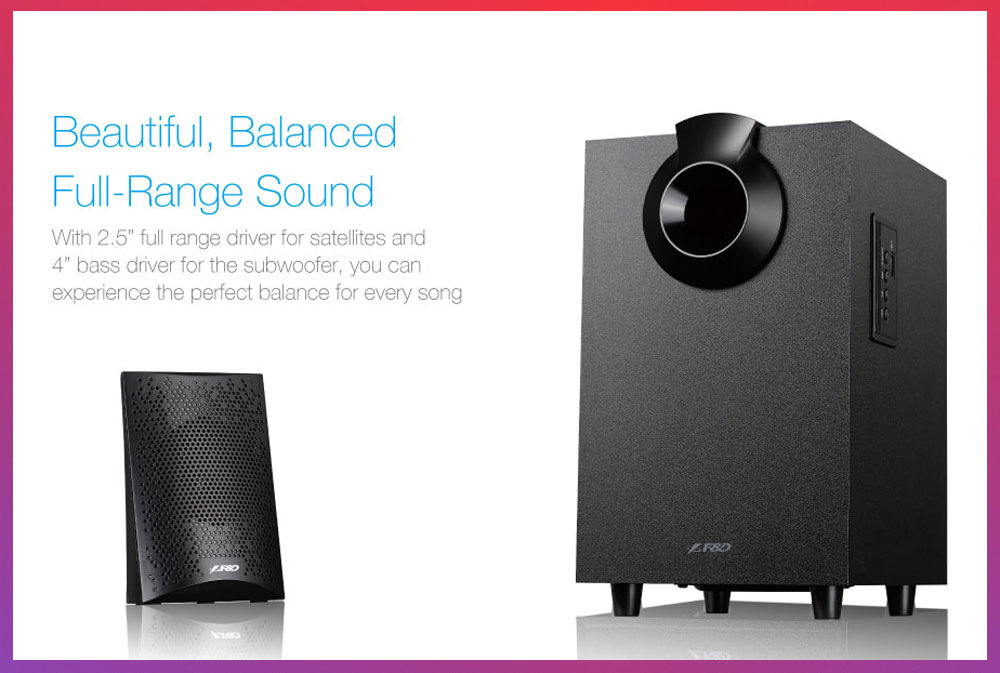 Beautiful, Balanced
Full-Range Sound
With 2.5” full range driver for satellites and
4” bass driver for the subwoofer, you can
experience the perfect balance for every song
F&D
F&D